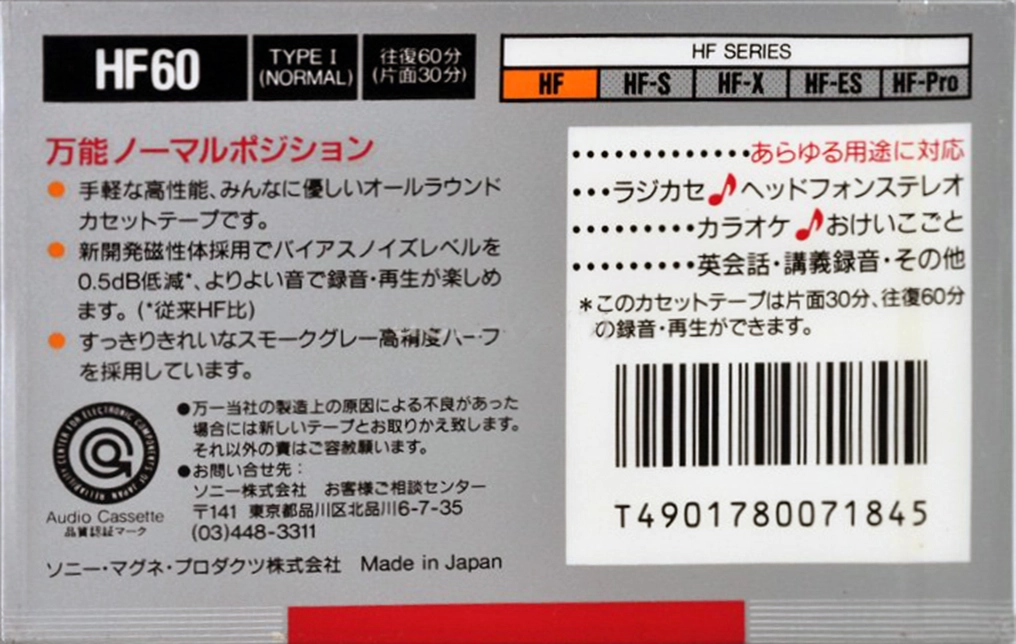 HF60
TYPE I
(NORMAL)
往復60分
(片面30分)
HF SERIES
HF HF-S HF-X HF-ES HF-Pro
万能ノーマルポジション
● 手軽な高性能、みんなに優しいオールラウンド
カセットテープです。
● 新開発磁性体採用でバイアスノイズレベルを
0.5dB低減*、よりよい音で録音・再生が楽しめ
ます。(*従来HF比)
● すっきりきれいなスモークグレー高精度ハーフ
を採用しています。
RELIABILITY CENTER FOR ELECTRONIC COMPONENTS OF JAPAN
Audio Cassette
品質認証マーク
●万一当社の製造上の原因による不良があった
場合には新しいテープとお取りかえ致します。
それ以外の責はご容赦願います。
●お問い合せ先:
ソニー株式会社 お客様ご相談センター
〒141 東京都品川区北品川6-7-35
(03)448-3311
ソニー・マグネ・プロダクツ株式会社 Made in Japan
•••••••••••••あらゆる用途に対応
•••ラジカセ♪ヘッドフォンステレオ
•••••••••カラオケ♪おけいこごと
•••••••••英会話・講義録音・その他
*このカセットテープは片面30分、往復60分
の録音・再生ができます。
T4901780071845